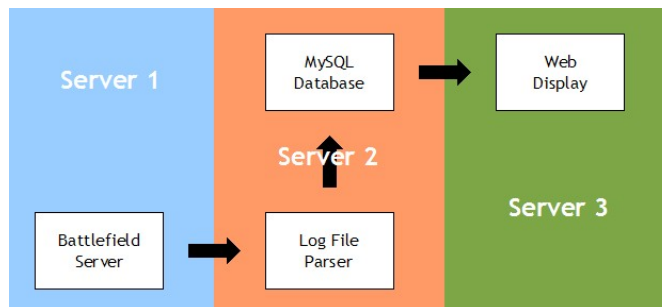 Server 1
Battlefield
Server
MySQL
Database
Server 2
Log File
Parser
Web
Display
Server 3